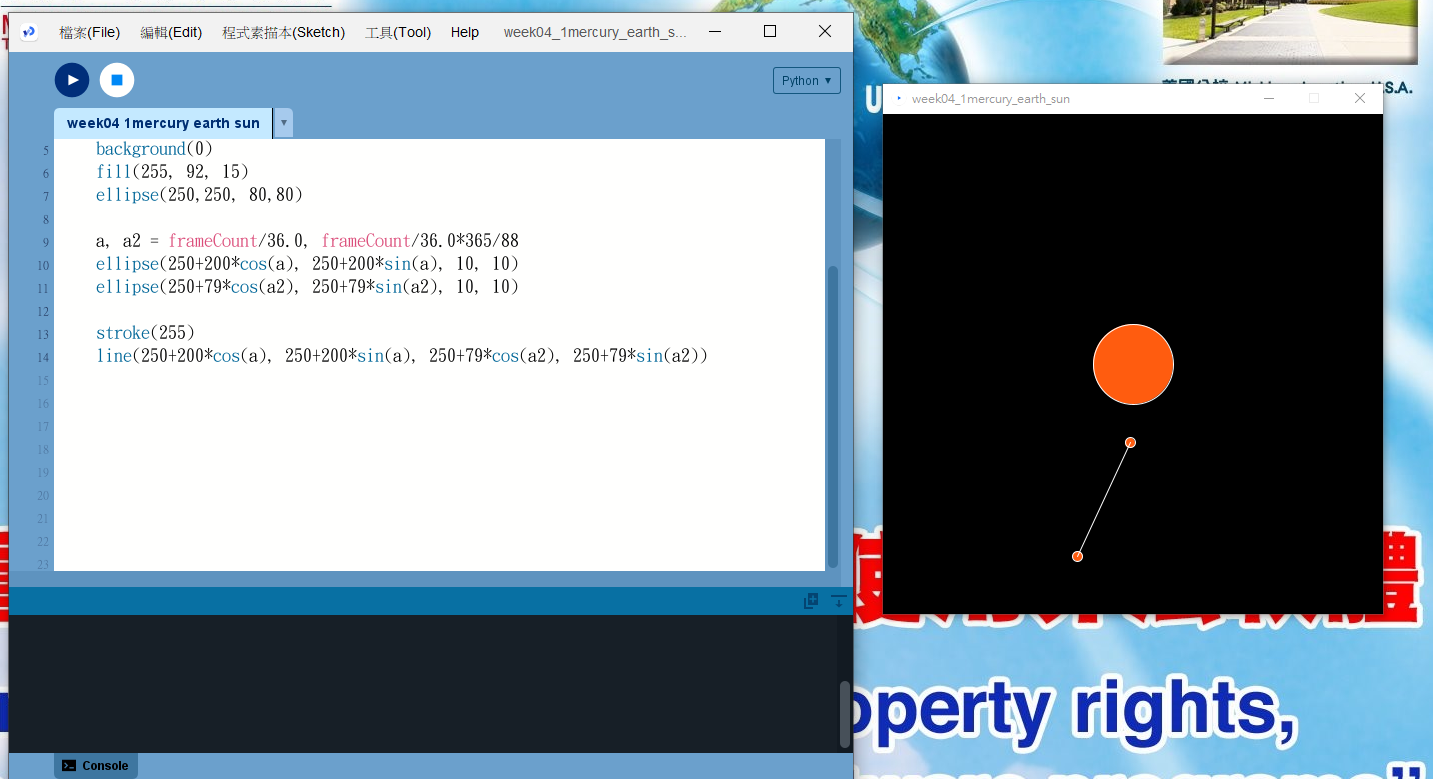 檔案(File) 編輯(Edit) 程式素描本(Sketch) 工具(Tool) Help week04_1mercury_earth_s...
Python ▼
week04 1mercury earth sun ▼
5 background(0)
6 fill(255, 92, 15)
7 ellipse(250,250, 80,80)
8
9 a, a2 = frameCount/36.0, frameCount/36.0*365/88
10 ellipse(250+200*cos(a), 250+200*sin(a), 10, 10)
11 ellipse(250+79*cos(a2), 250+79*sin(a2), 10, 10)
12
13 stroke(255)
14 line(250+200*cos(a), 250+200*sin(a), 250+79*cos(a2), 250+79*sin(a2))
15
16
17
18
19
20
21
22
23
Console
week04_1mercury_earth_sun
U
S.A.
operty rights,